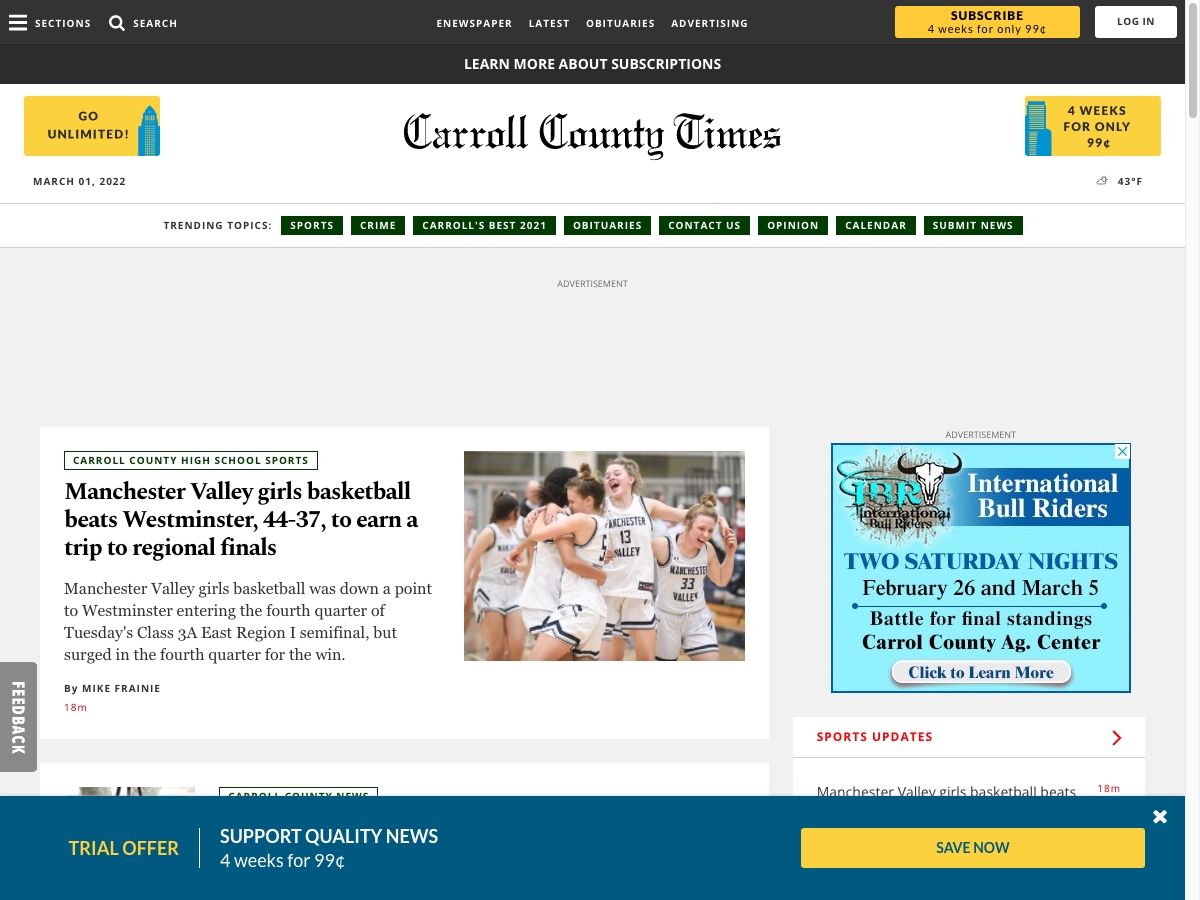 SECTIONS
SEARCH
ENEWSPAPER
LATEST
OBITUARIES
ADVERTISING
SUBSCRIBE
4 weeks for only 99¢
LOG IN
LEARN MORE ABOUT SUBSCRIPTIONS
GO
UNLIMITED!
Carroll County Times
4 WEEKS
FOR ONLY
99¢
MARCH 01, 2022
43°F
TRENDING TOPICS:
SPORTS
CRIME
CARROLL'S BEST 2021
OBITUARIES
CONTACT US
OPINION
CALENDAR
SUBMIT NEWS
ADVERTISEMENT
CARROLL COUNTY HIGH SCHOOL SPORTS
Manchester Valley girls basketball
beats Westminster, 44-37, to earn a
trip to regional finals
Manchester Valley girls basketball was down a point
to Westminster entering the fourth quarter of
Tuesday's Class 3A East Region I semifinal, but
surged in the fourth quarter for the win.
By MIKE FRAINIE
18m
MANCHESTER
13
VALLEY
MANCHESTER
33
VALLEY
5
ADVERTISEMENT
IBR
International
Bull Riders
International
Bull Riders
TWO SATURDAY NIGHTS
February 26 and March 5
Battle for final standings
Carrol County Ag. Center
Click to Learn More
FEEDBACK
SPORTS UPDATES
Manchester Valley girls basketball beats
18m
CARROLL COUNTY NEWS
TRIAL OFFER
SUPPORT QUALITY NEWS
4 weeks for 99¢
SAVE NOW